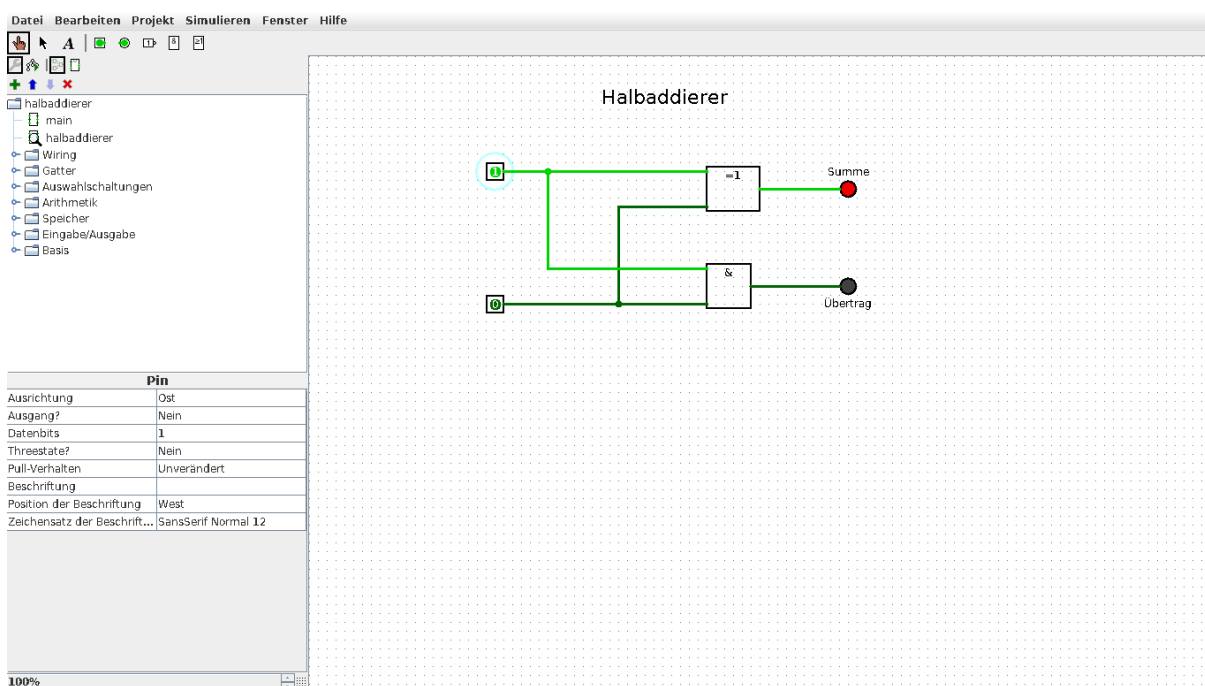 Datei Bearbeiten Projekt Simulieren Fenster Hilfe
A 1 & ≥1
halbaddierer
main
halbaddierer
Wiring
Gatter
Auswahlschaltungen
Arithmetik
Speicher
Eingabe/Ausgabe
Basis
Pin
Ausrichtung Ost
Ausgang? Nein
Datenbits 1
Threestate? Nein
Pull-Verhalten Unverändert
Beschriftung
Position der Beschriftung West
Zeichensatz der Beschrift... SansSerif Normal 12
100%
Halbaddierer
1 =1 Summe
&
0 Übertrag